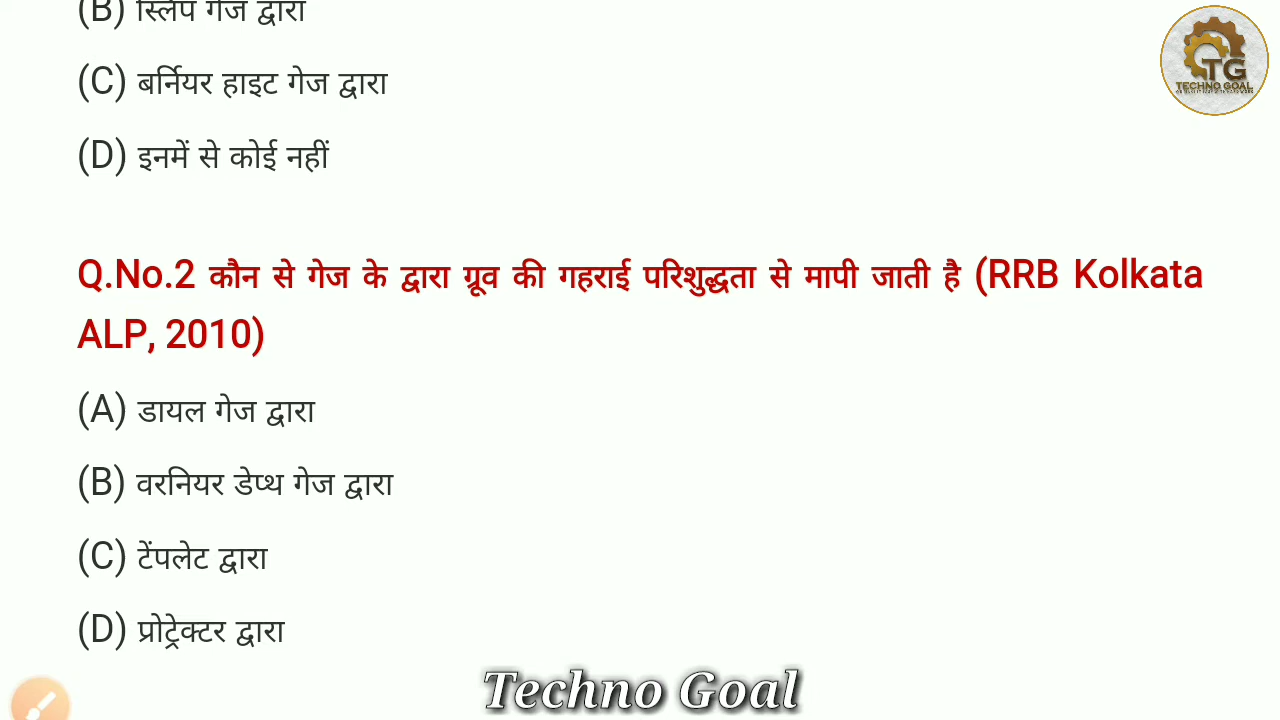 (B) स्लिप गेज द्वारा
TG
TECHNO GOAL
(C) बर्नियर हाइट गेज द्वारा
(D) इनमें से कोई नहीं
Q.No.2 कौन से गेज के द्वारा ग्रूव की गहराई परिशुद्धता से मापी जाती है (RRB Kolkata
ALP, 2010)
(A) डायल गेज द्वारा
(B) वरनियर डेप्थ गेज द्वारा
(C) टेंपलेट द्वारा
(D) प्रोट्रेक्टर द्वारा
Techno Goal